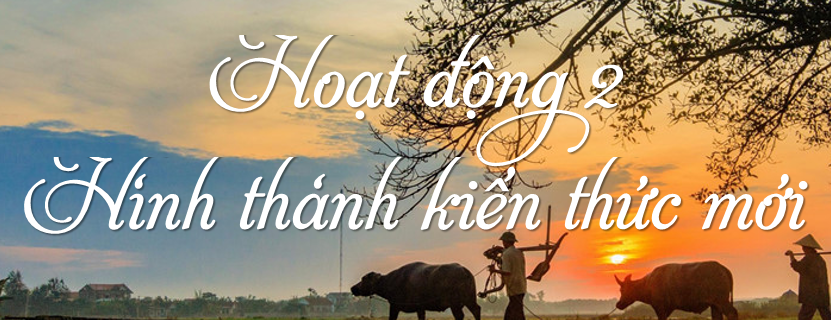 Hoạt động 2
Hình thành kiến thức mới